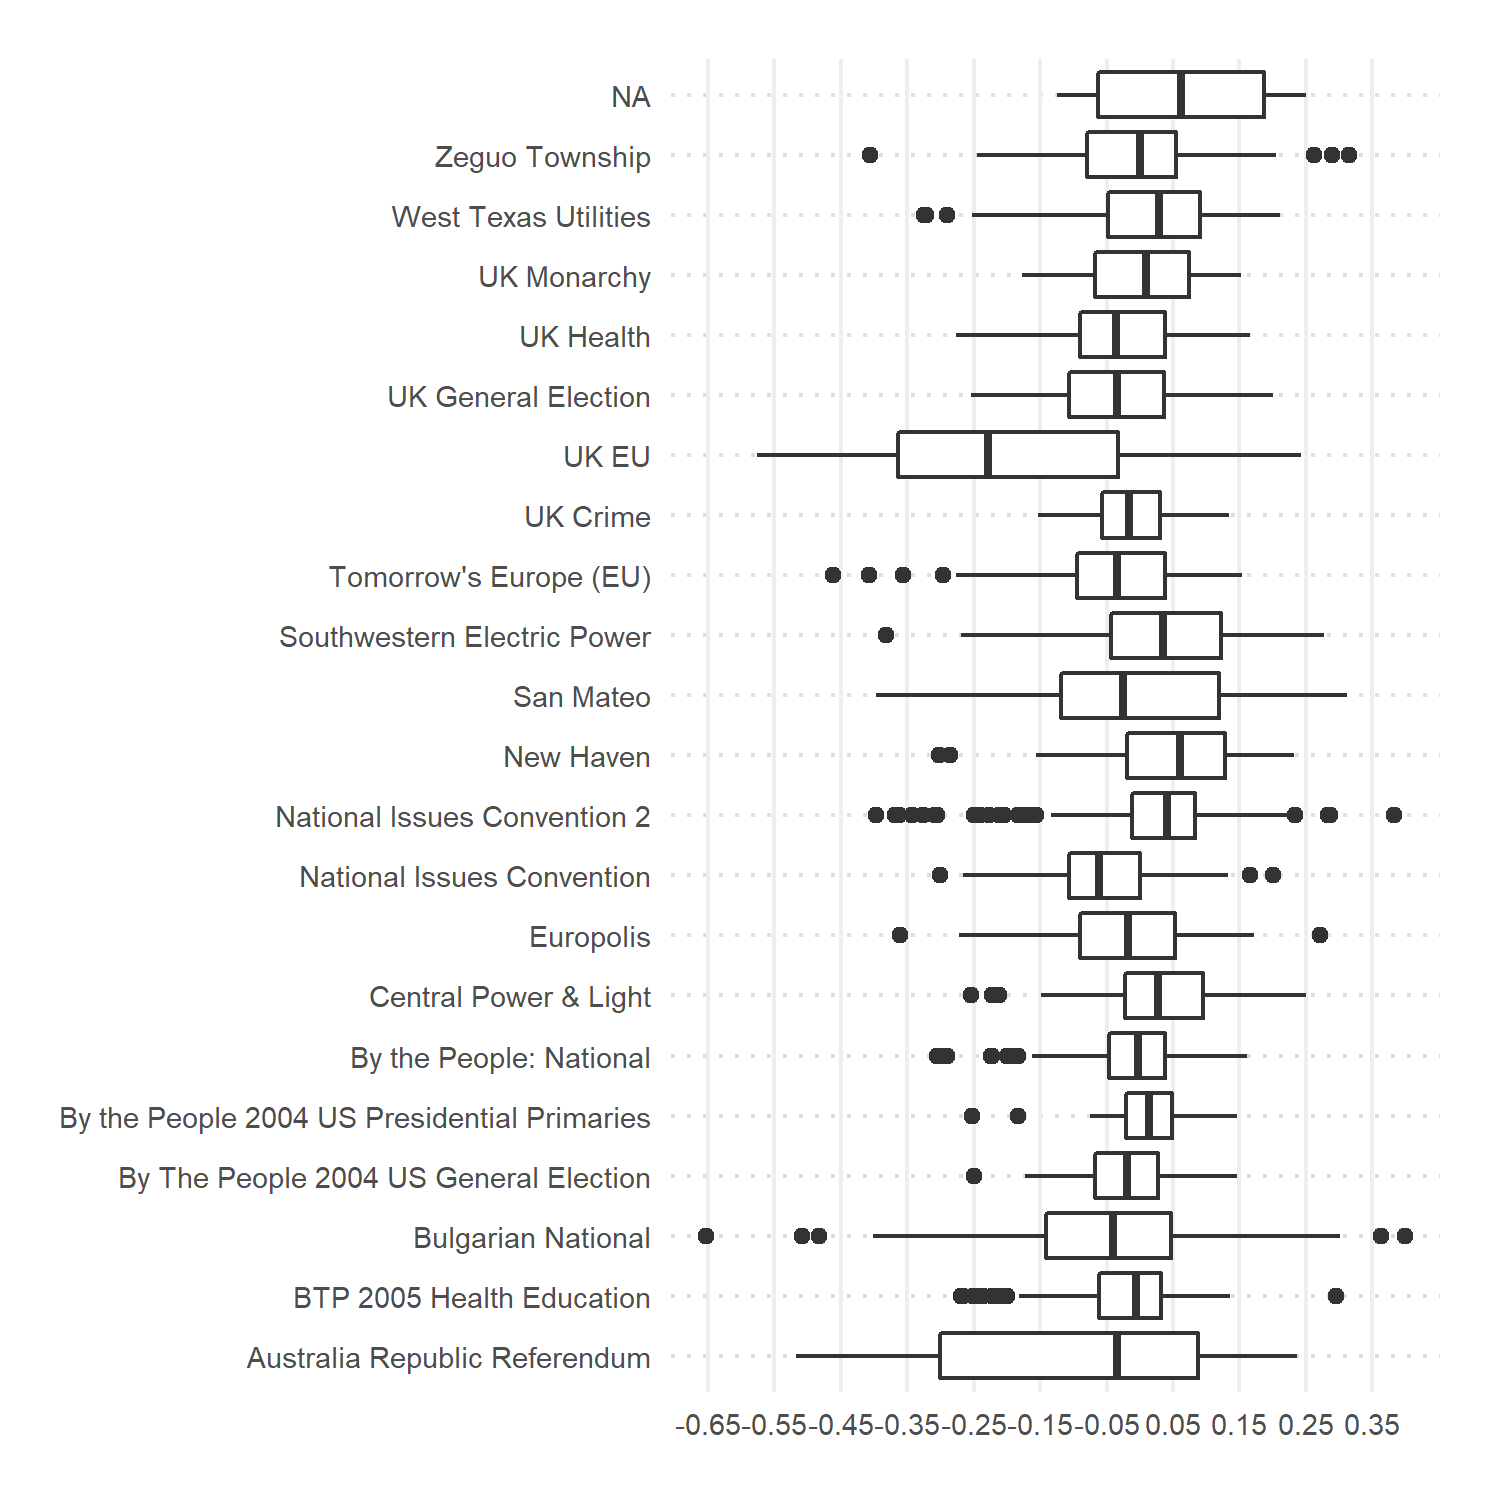 NA
Zeguo Township
West Texas Utilities
UK Monarchy
UK Health
UK General Election
UK EU
UK Crime
Tomorrow's Europe (EU)
Southwestern Electric Power
San Mateo
New Haven
National Issues Convention 2
National Issues Convention
Europolis
Central Power & Light
By the People: National
By the People 2004 US Presidential Primaries
By The People 2004 US General Election
Bulgarian National
BTP 2005 Health Education
Australia Republic Referendum
-0.65 -0.55 -0.45 -0.35 -0.25 -0.15 -0.05 0.05 0.15 0.25 0.35